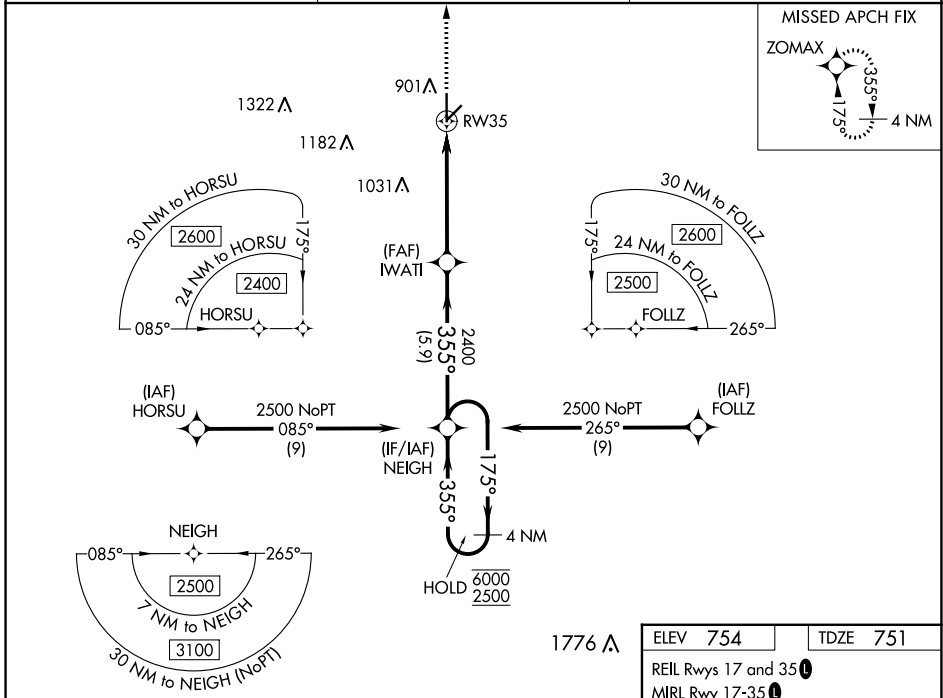 MISSED APCH FIX
ZOMAX
355°
175°
4 NM
901
1322
RW35
1182
1031
30 NM to HORSU
2600
175°
24 NM to HORSU
2400
HORSU
085°
(FAF)
IWATI
30 NM to FOLLZ
2600
175°
24 NM to FOLLZ
2500
FOLLZ
265°
2400
355°
(5.9)
(IAF)
HORSU
2500 NoPT
085°
(9)
(IF/IAF)
NEIGH
2500 NoPT
265°
(9)
(IAF)
FOLLZ
355°
175°
4 NM
HOLD
6000
2500
NEIGH
085°
265°
2500
7 NM to NEIGH
3100
30 NM to NEIGH (NoPT)
1776
ELEV 754
TDZE 751
REIL Rwys 17 and 35 L
MIRL Rwy 17-35 L